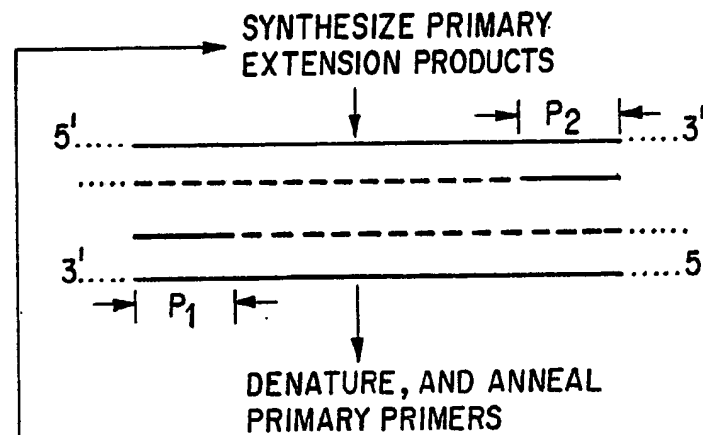 SYNTHESIZE PRIMARY
EXTENSION PRODUCTS
P2
5'.....
.....3'
3'.....
.....5
P1
DENATURE, AND ANNEAL
PRIMARY PRIMERS